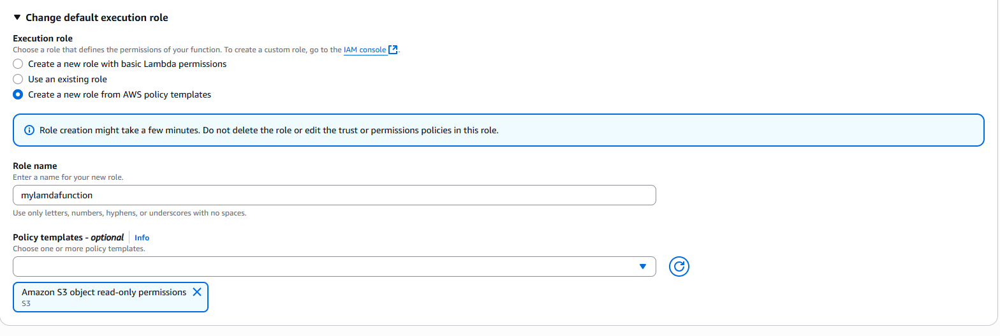 Change default execution role
Execution role
Choose a role that defines the permissions of your function. To create a custom role, go to the IAM console.
Create a new role with basic Lambda permissions
Use an existing role
Create a new role from AWS policy templates
Role creation might take a few minutes. Do not delete the role or edit the trust or permissions policies in this role.
Role name
Enter a name for your new role.
mylamdafunction
Use only letters, numbers, hyphens, or underscores with no spaces.
Policy templates - optional Info
Choose one or more policy templates.
Amazon S3 object read-only permissions
S3